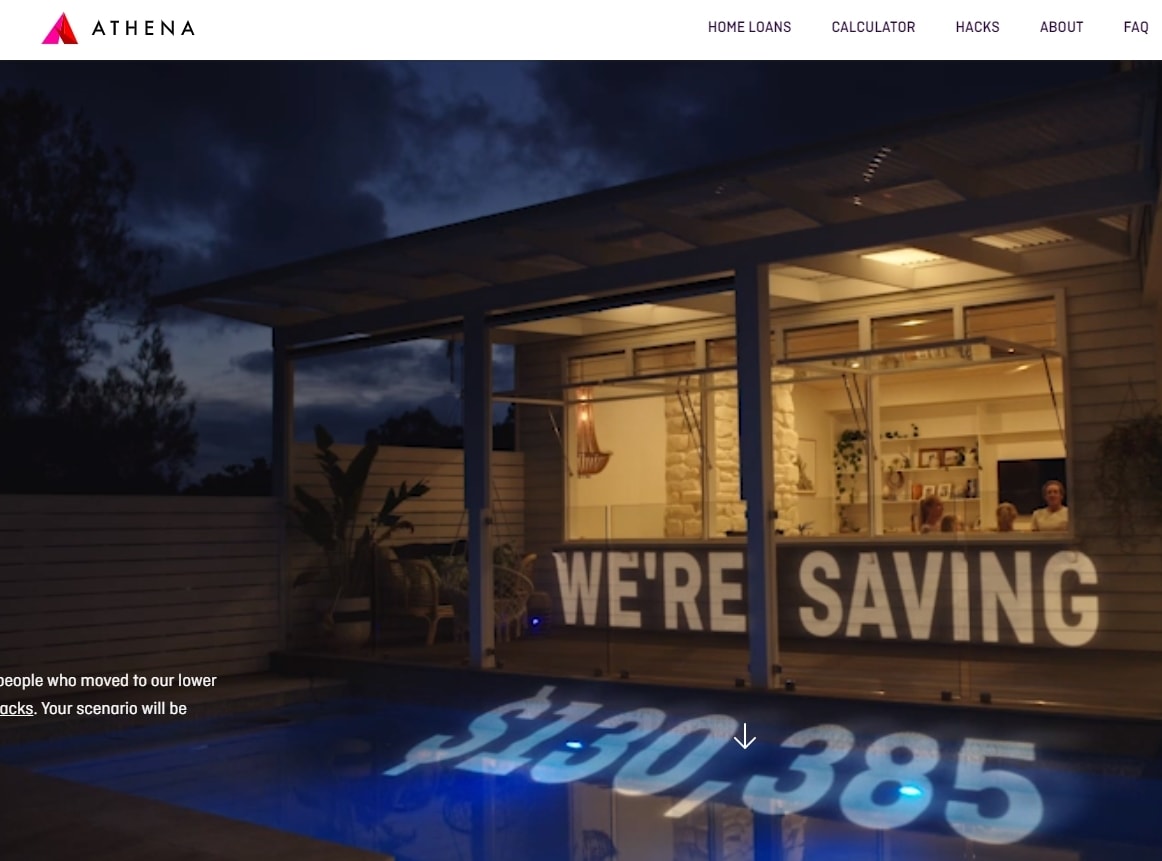 ATHENA
HOME LOANS CALCULATOR HACKS ABOUT FAQ
WE'RE SAVING
people who moved to our lower
acks. Your scenario will be
$130,385